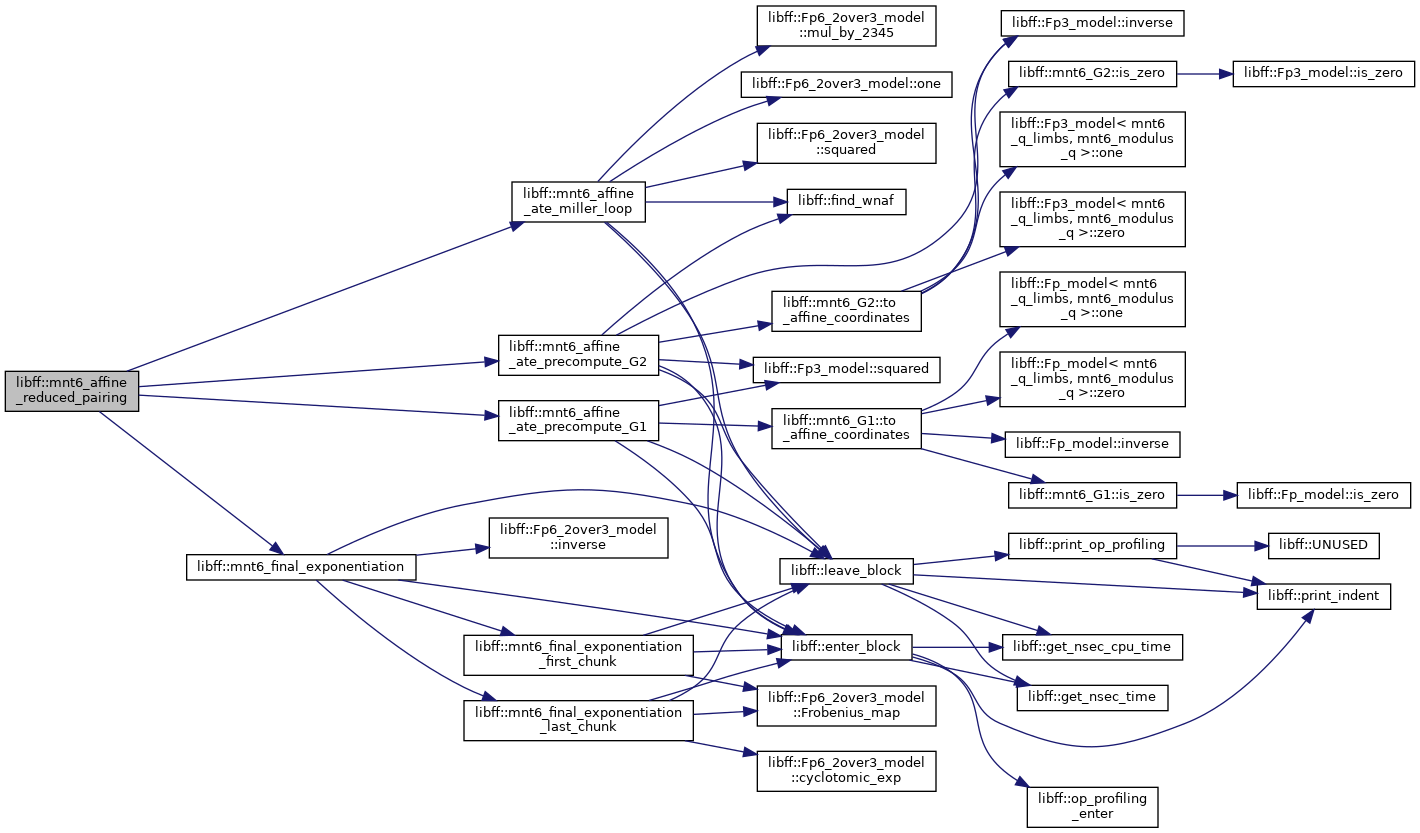 libff::mnt6_affine
_reduced_pairing
libff::mnt6_affine
_ate_miller_loop
libff::mnt6_affine
_ate_precompute_G2
libff::mnt6_affine
_ate_precompute_G1
libff::mnt6_final_exponentiation
libff::Fp6_2over3_model
::inverse
libff::mnt6_final_exponentiation
_first_chunk
libff::mnt6_final_exponentiation
_last_chunk
libff::Fp6_2over3_model
::mul_by_2345
libff::Fp6_2over3_model::one
libff::Fp6_2over3_model
::squared
libff::find_wnaf
libff::mnt6_G2::to
_affine_coordinates
libff::Fp3_model::squared
libff::mnt6_G1::to
_affine_coordinates
libff::leave_block
libff::enter_block
libff::Fp6_2over3_model
::Frobenius_map
libff::Fp6_2over3_model
::cyclotomic_exp
libff::Fp3_model::inverse
libff::mnt6_G2::is_zero
libff::Fp3_model< mnt6
_q_limbs, mnt6_modulus
_q >::one
libff::Fp3_model< mnt6
_q_limbs, mnt6_modulus
_q >::zero
libff::Fp_model< mnt6
_q_limbs, mnt6_modulus
_q >::one
libff::Fp_model< mnt6
_q_limbs, mnt6_modulus
_q >::zero
libff::Fp_model::inverse
libff::mnt6_G1::is_zero
libff::print_op_profiling
libff::get_nsec_cpu_time
libff::get_nsec_time
libff::op_profiling
_enter
libff::Fp3_model::is_zero
libff::Fp_model::is_zero
libff::UNUSED
libff::print_indent